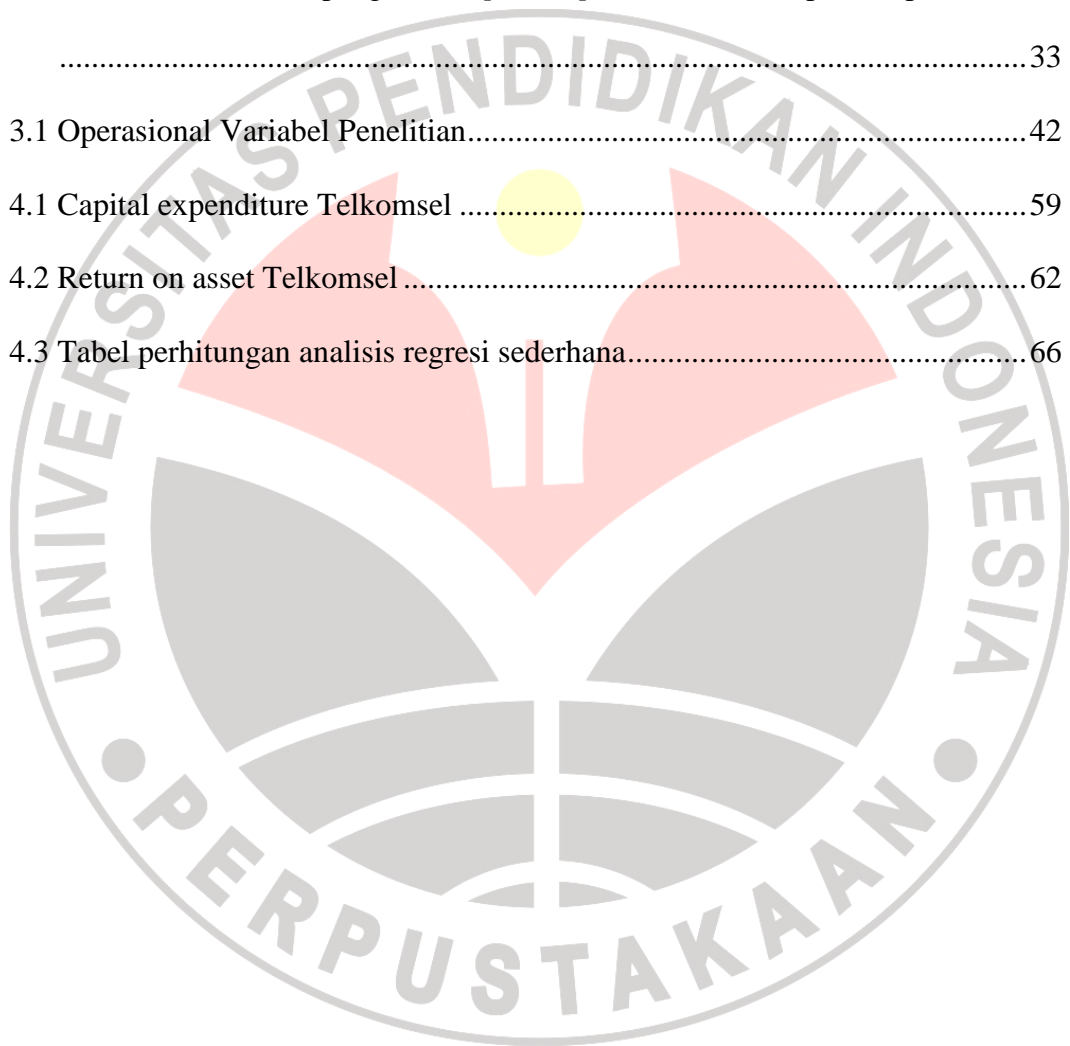 ....................................................................................................................33
3.1 Operasional Variabel Penelitian.....................................................................42
4.1 Capital expenditure Telkomsel ......................................................................59
4.2 Return on asset Telkomsel .............................................................................62
4.3 Tabel perhitungan analisis regresi sederhana.................................................66
UNIVERSITAS PENDIDIKAN INDONESIA
PERPUSTAKAAN